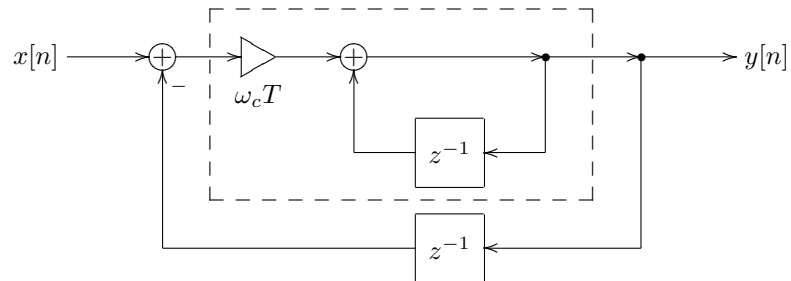 x[n] + + y[n]
−
ω_cT
z⁻¹
z⁻¹